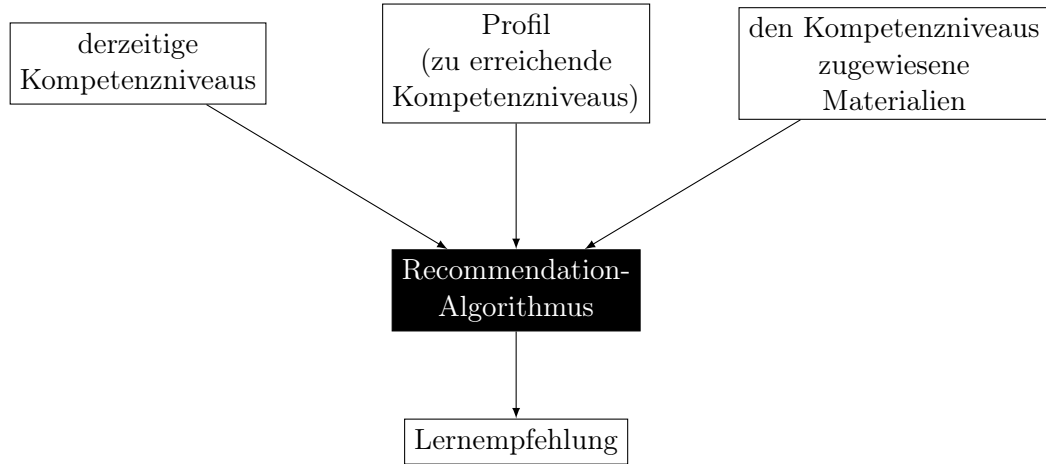 derzeitige
Kompetenzniveaus
Profil
(zu erreichende
Kompetenzniveaus)
den Kompetenzniveaus
zugewiesene
Materialien
Recommendation-
Algorithmus
Lernempfehlung